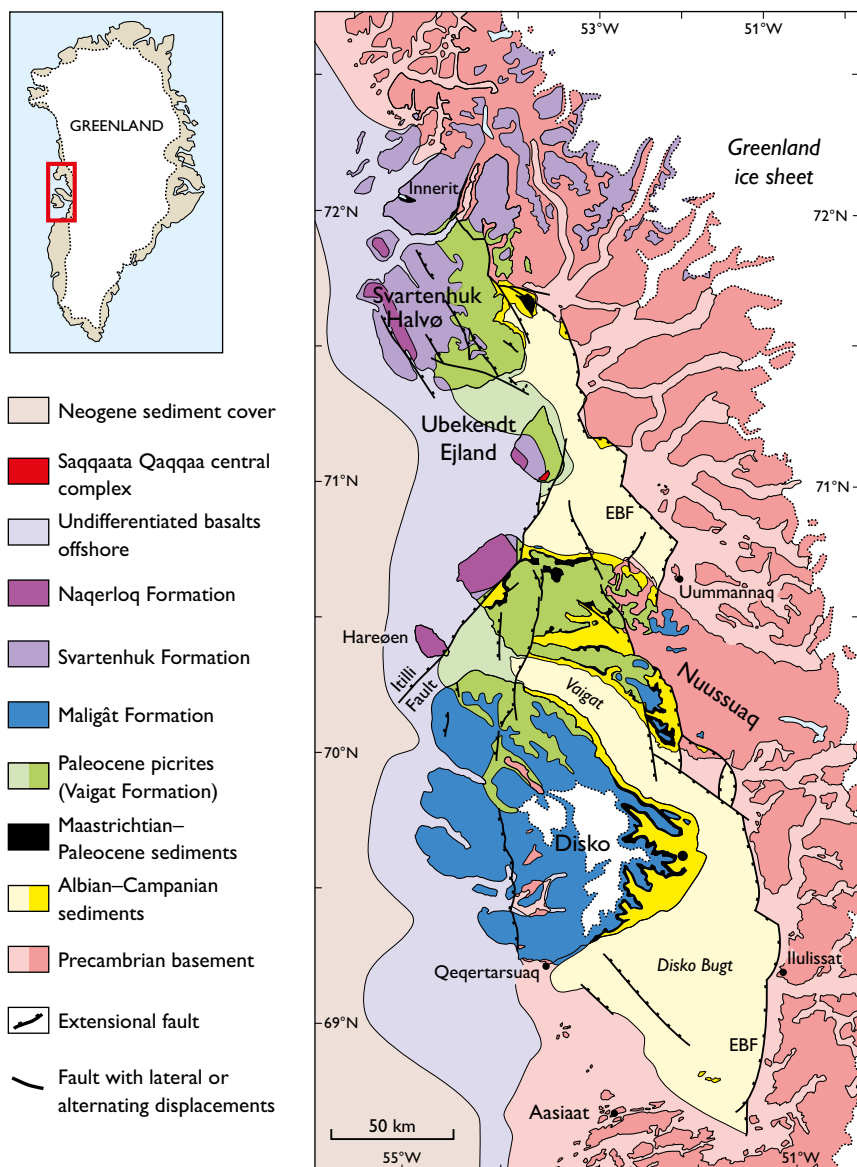 GREENLAND
Neogene sediment cover
Saqqaata Qaqqaa central
complex
Undifferentiated basalts
offshore
Naqerloq Formation
Svartenhuk Formation
Maligât Formation
Paleocene picrites
(Vaigat Formation)
Maastrichtian–
Paleocene sediments
Albian–Campanian
sediments
Precambrian basement
Extensional fault
Fault with lateral or
alternating displacements
53°W
51°W
Greenland
ice sheet
Innerit
72°N
72°N
Svartenhuk
Halvø
Ubekendt
Ejland
71°N
71°N
EBF
Uummannaq
Hareøen
Itilli
Fault
Nuussuaq
Vaigat
70°N
70°N
Disko
Qeqertarsuaq
Disko Bugt
Ilulissat
69°N
EBF
Aasiaat
50 km
55°W
51°W